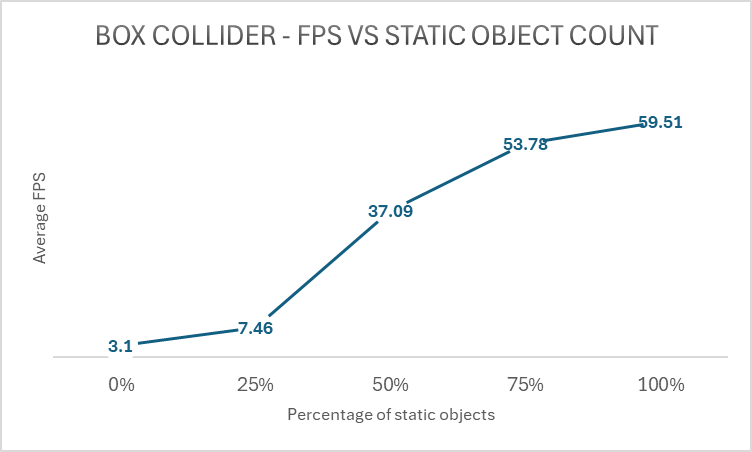 BOX COLLIDER - FPS VS STATIC OBJECT COUNT
59.51
53.78
37.09
7.46
3.1
Average FPS
0% 25% 50% 75% 100%
Percentage of static objects